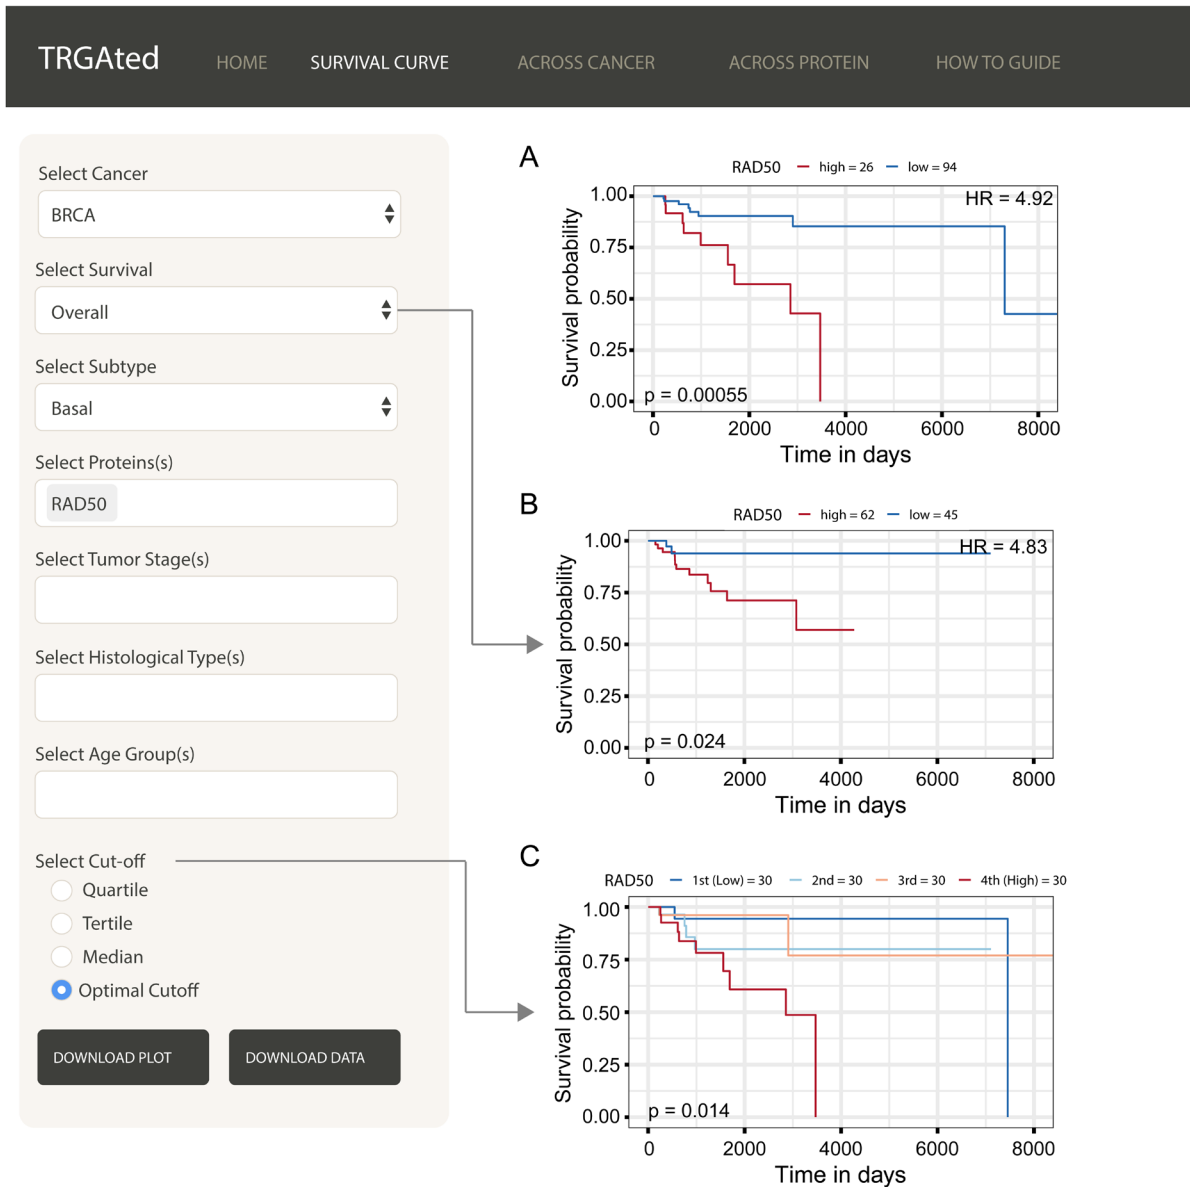 TRGAted HOME SURVIVAL CURVE ACROSS CANCER ACROSS PROTEIN HOW TO GUIDE
Select Cancer
BRCA
Select Survival
Overall
Select Subtype
Basal
Select Proteins(s)
RAD50
Select Tumor Stage(s)
Select Histological Type(s)
Select Age Group(s)
Select Cut-off
Quartile
Tertile
Median
Optimal Cutoff
DOWNLOAD PLOT DOWNLOAD DATA
A
RAD50 high = 26 low = 94
HR = 4.92
Survival probability
1.00
0.75
0.50
0.25
0.00
p = 0.00055
0 2000 4000 6000 8000
Time in days
B
RAD50 high = 62 low = 45
HR = 4.83
Survival probability
1.00
0.75
0.50
0.25
0.00
p = 0.024
0 2000 4000 6000 8000
Time in days
C
RAD50 1st (Low) = 30 2nd = 30 3rd = 30 4th (High) = 30
Survival probability
1.00
0.75
0.50
0.25
0.00
p = 0.014
0 2000 4000 6000 8000
Time in days